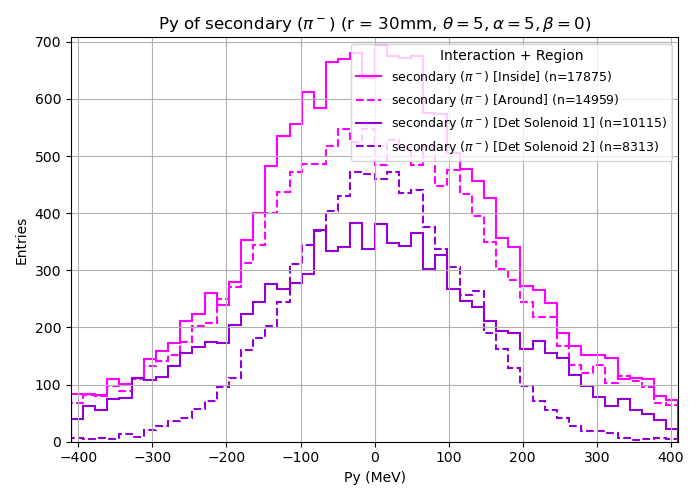 Py of secondary (π⁻) (r = 30mm, θ = 5, α = 5, β = 0)
Interaction + Region
secondary (π⁻) [Inside] (n=17875)
secondary (π⁻) [Around] (n=14959)
secondary (π⁻) [Det Solenoid 1] (n=10115)
secondary (π⁻) [Det Solenoid 2] (n=8313)
Entries
700
600
500
400
300
200
100
0
−400 −300 −200 −100 0 100 200 300 400
Py (MeV)